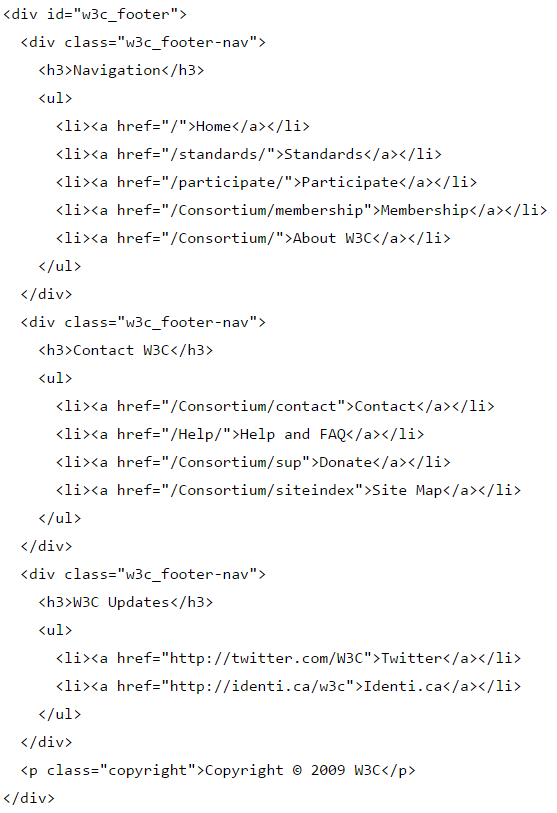 <div id="w3c_footer">
  <div class="w3c_footer-nav">
    <h3>Navigation</h3>
    <ul>
      <li><a href="/">Home</a></li>
      <li><a href="/standards/">Standards</a></li>
      <li><a href="/participate/">Participate</a></li>
      <li><a href="/Consortium/membership">Membership</a></li>
      <li><a href="/Consortium/">About W3C</a></li>
    </ul>
  </div>
  <div class="w3c_footer-nav">
    <h3>Contact W3C</h3>
    <ul>
      <li><a href="/Consortium/contact">Contact</a></li>
      <li><a href="/Help/">Help and FAQ</a></li>
      <li><a href="/Consortium/sup">Donate</a></li>
      <li><a href="/Consortium/siteindex">Site Map</a></li>
    </ul>
  </div>
  <div class="w3c_footer-nav">
    <h3>W3C Updates</h3>
    <ul>
      <li><a href="http://twitter.com/W3C">Twitter</a></li>
      <li><a href="http://identi.ca/w3c">Identi.ca</a></li>
    </ul>
  </div>
  <p class="copyright">Copyright © 2009 W3C</p>
</div>